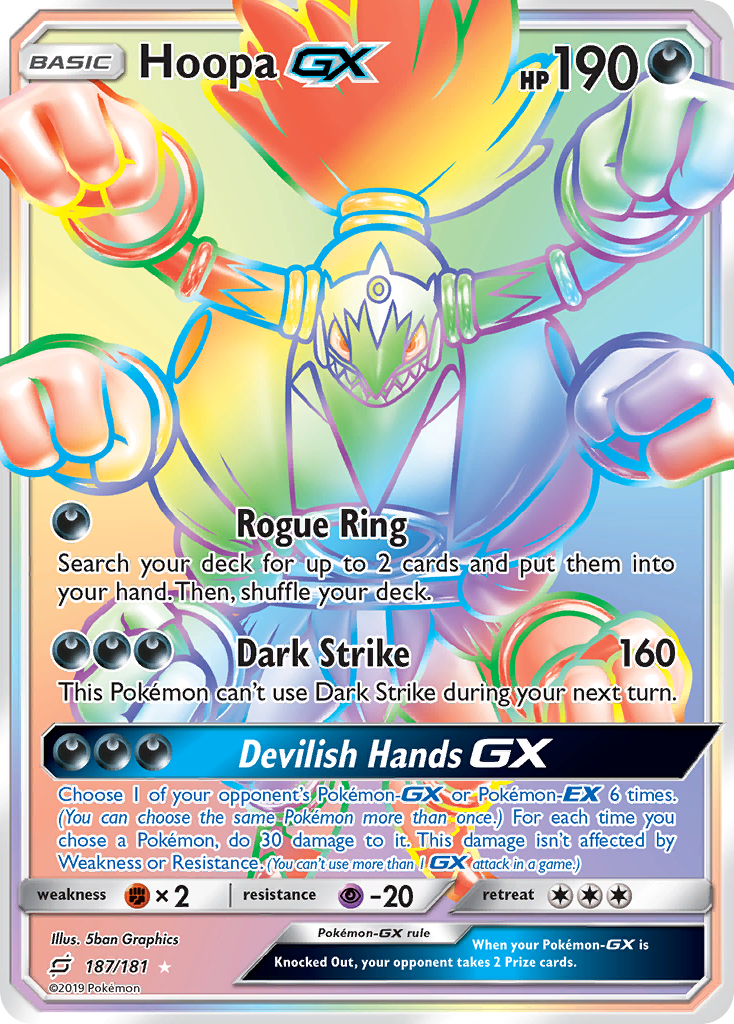 BASIC Hoopa GX HP 190
Rogue Ring
Search your deck for up to 2 cards and put them into
your hand. Then, shuffle your deck.
Dark Strike 160
This Pokémon can't use Dark Strike during your next turn.
Devilish Hands GX
Choose 1 of your opponent's Pokémon-GX or Pokémon-EX 6 times.
(You can choose the same Pokémon more than once.) For each time you
chose a Pokémon, do 30 damage to it. This damage isn't affected by
Weakness or Resistance. (You can't use more than 1 GX attack in a game.)
weakness × 2 resistance -20 retreat
Illus. 5ban Graphics
187/181
©2019 Pokémon
Pokémon-GX rule
When your Pokémon-GX is
Knocked Out, your opponent takes 2 Prize cards.